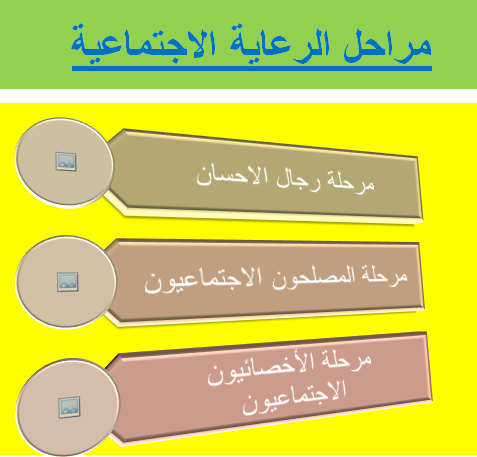 مراحل الرعاية الاجتماعية
مرحلة رجال الاحسان
مرحلة المصلحون الاجتماعيون
مرحلة الأخصائيون
الاجتماعيون